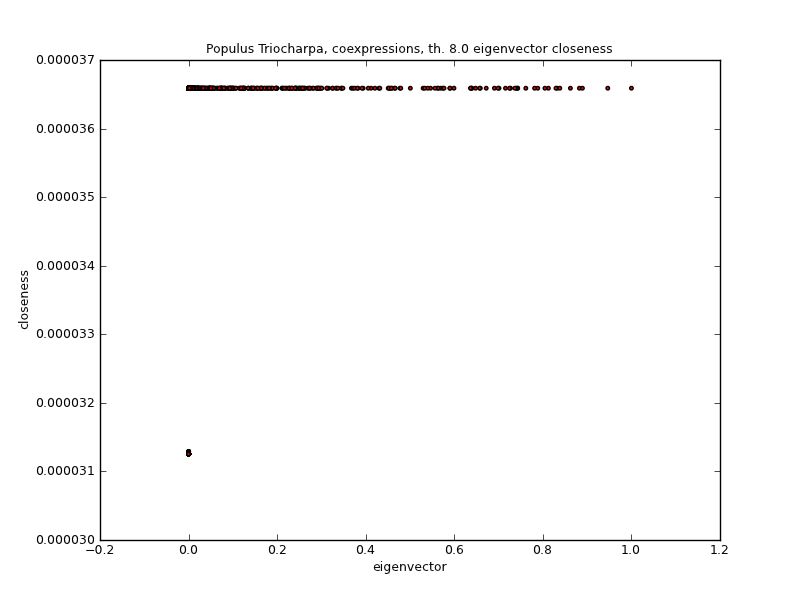 Populus Triocharpa, coexpressions, th. 8.0 eigenvector closeness
0.000037
0.000036
0.000035
0.000034
closeness
0.000033
0.000032
0.000031
0.000030
−0.2 0.0 0.2 0.4 0.6 0.8 1.0 1.2
eigenvector